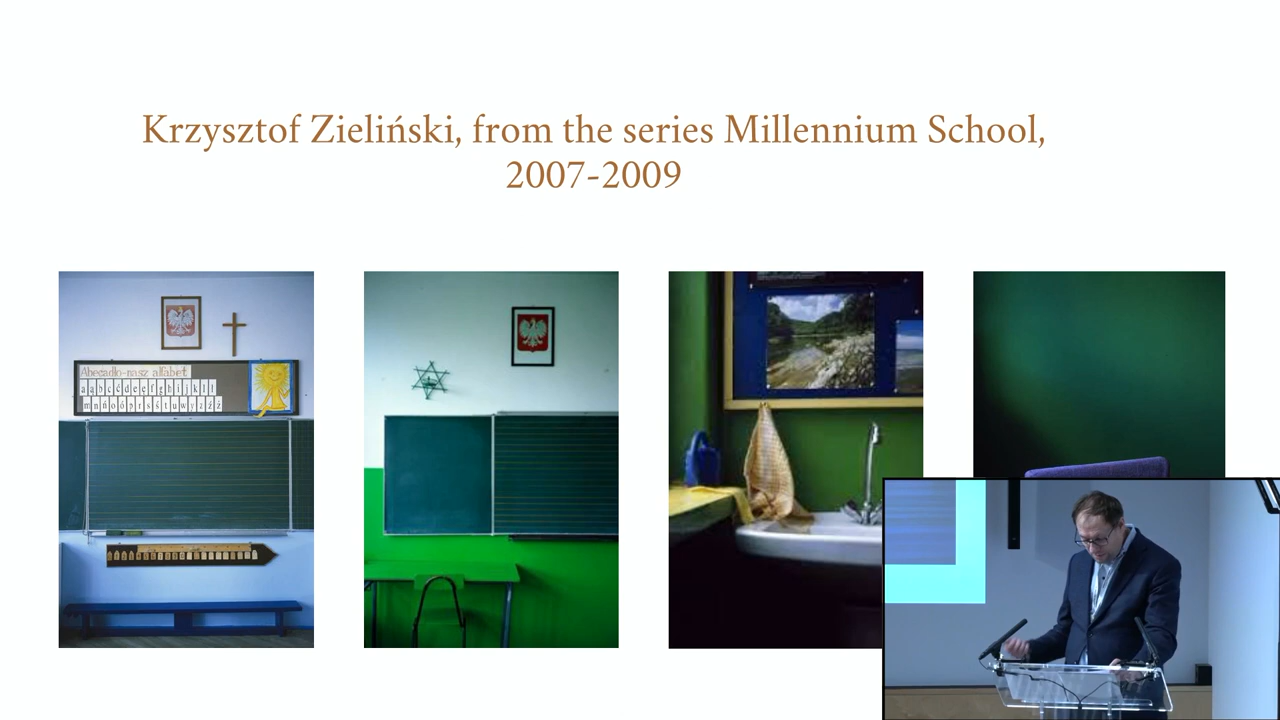 Krzysztof Zieliński, from the series Millennium School,
2007-2009
Abecadło-nasz alfabet